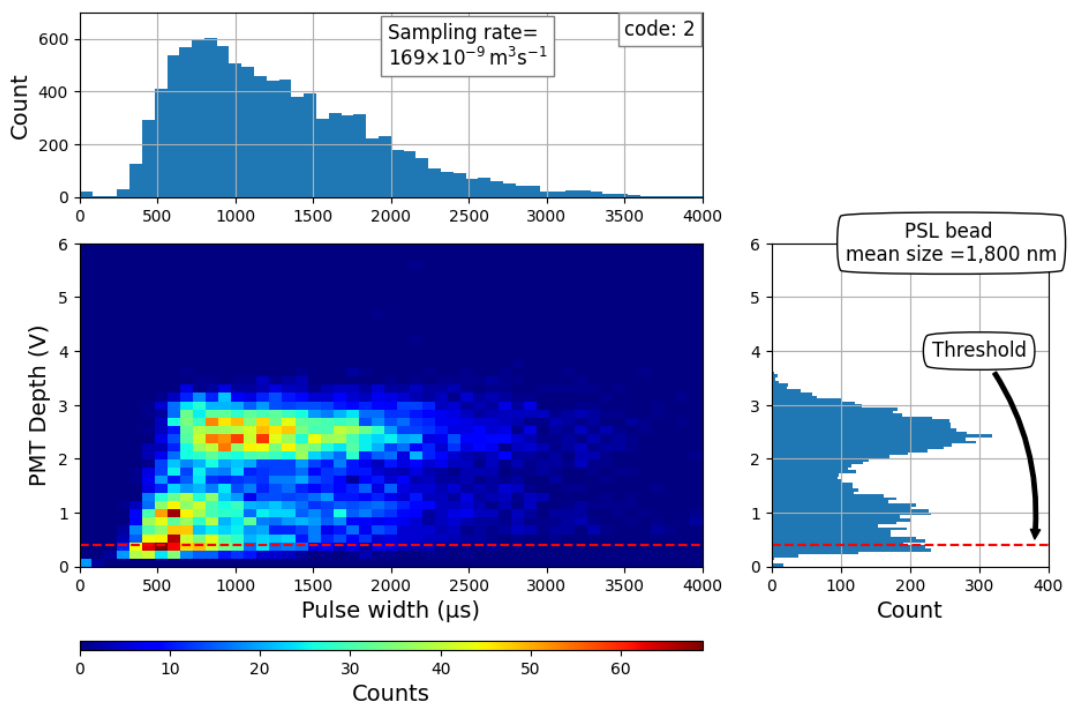 600
400
200
0
Count
Sampling rate=
169×10⁻⁹ m³s⁻¹
code: 2
0 500 1000 1500 2000 2500 3000 3500 4000
6
5
4
3
2
1
0
PMT Depth (V)
0 500 1000 1500 2000 2500 3000 3500 4000
Pulse width (µs)
PSL bead
mean size =1,800 nm
Threshold
6
5
4
3
2
1
0
0 100 200 300 400
Count
0 10 20 30 40 50 60
Counts